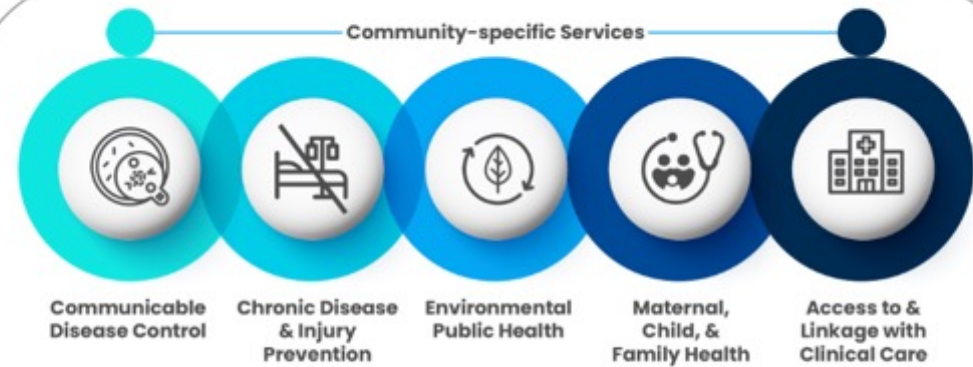 Community-specific Services
Communicable
Disease Control
Chronic Disease
& Injury
Prevention
Environmental
Public Health
Maternal,
Child, &
Family Health
Access to &
Linkage with
Clinical Care